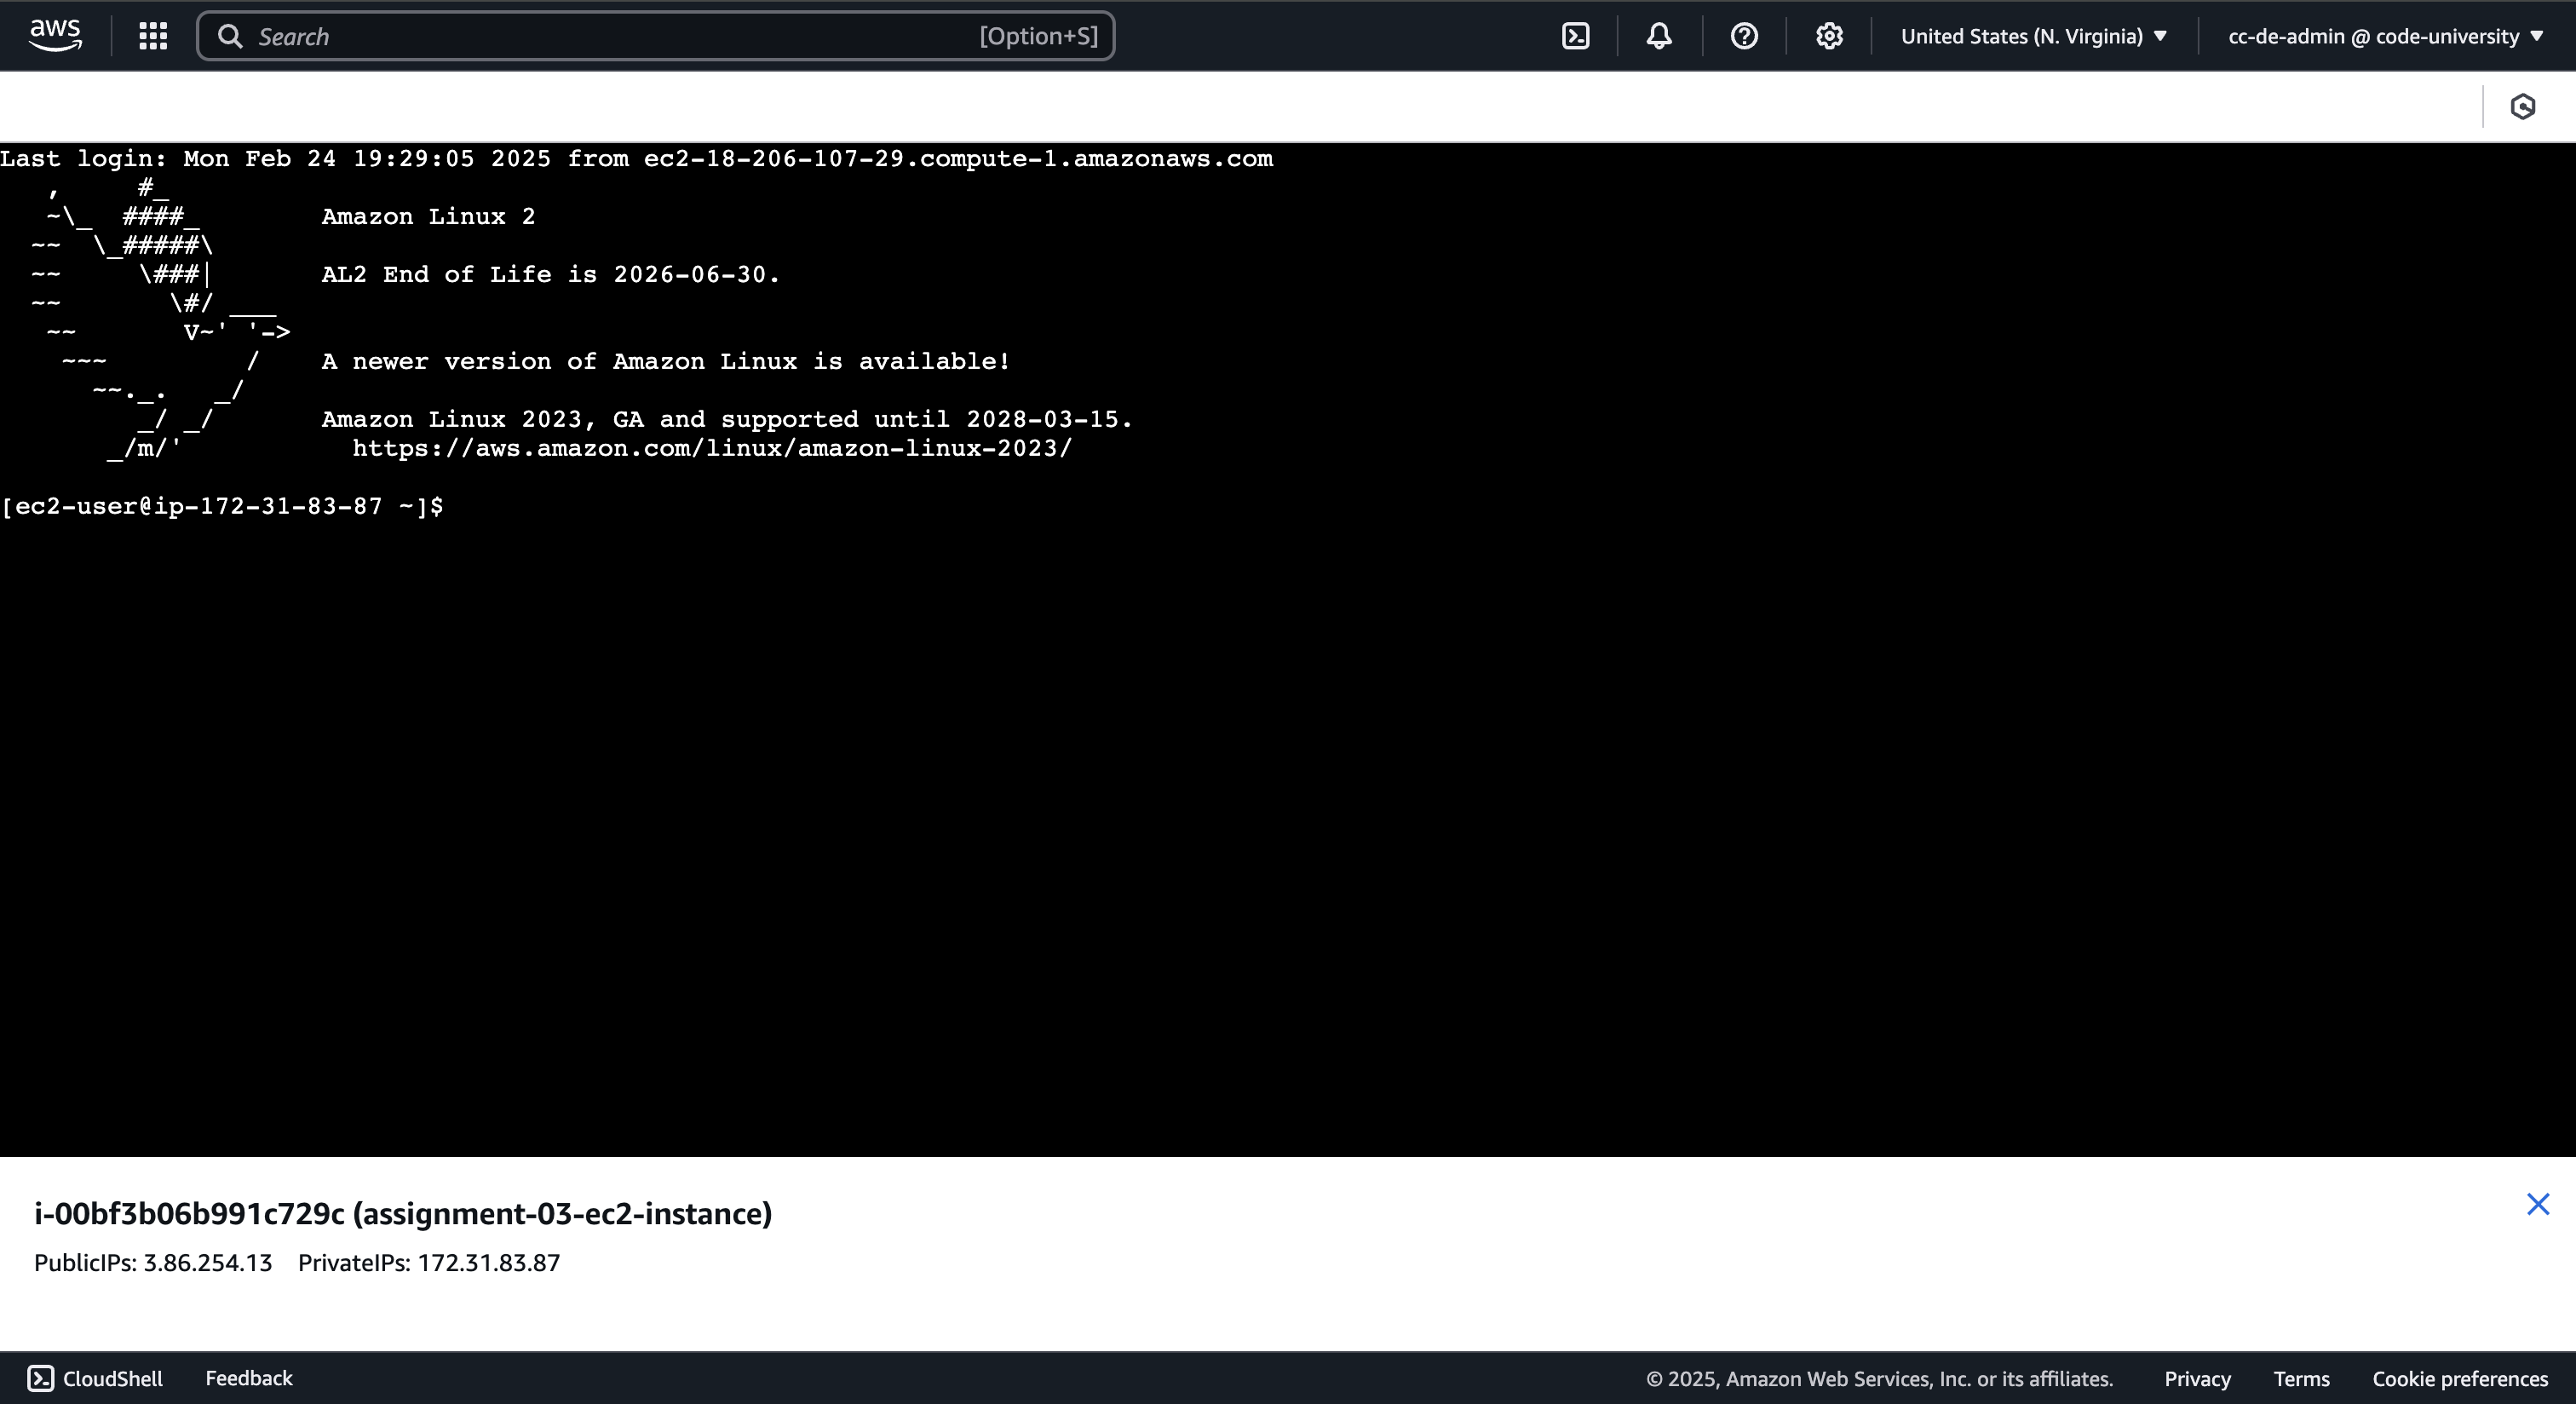 aws
Search [Option+S]
United States (N. Virginia)
cc-de-admin @ code-university
Last login: Mon Feb 24 19:29:05 2025 from ec2-18-206-107-29.compute-1.amazonaws.com
   ,     #_
   ~\_  ####_        Amazon Linux 2
  ~~  \_#####\
  ~~     \###|       AL2 End of Life is 2026-06-30.
  ~~       \#/ ___
   ~~       V~' '->
    ~~~         /    A newer version of Amazon Linux is available!
      ~~._.   _/
         _/ _/       Amazon Linux 2023, GA and supported until 2028-03-15.
       _/m/'           https://aws.amazon.com/linux/amazon-linux-2023/
[ec2-user@ip-172-31-83-87 ~]$
i-00bf3b06b991c729c (assignment-03-ec2-instance)
PublicIPs: 3.86.254.13 PrivateIPs: 172.31.83.87
CloudShell Feedback © 2025, Amazon Web Services, Inc. or its affiliates. Privacy Terms Cookie preferences